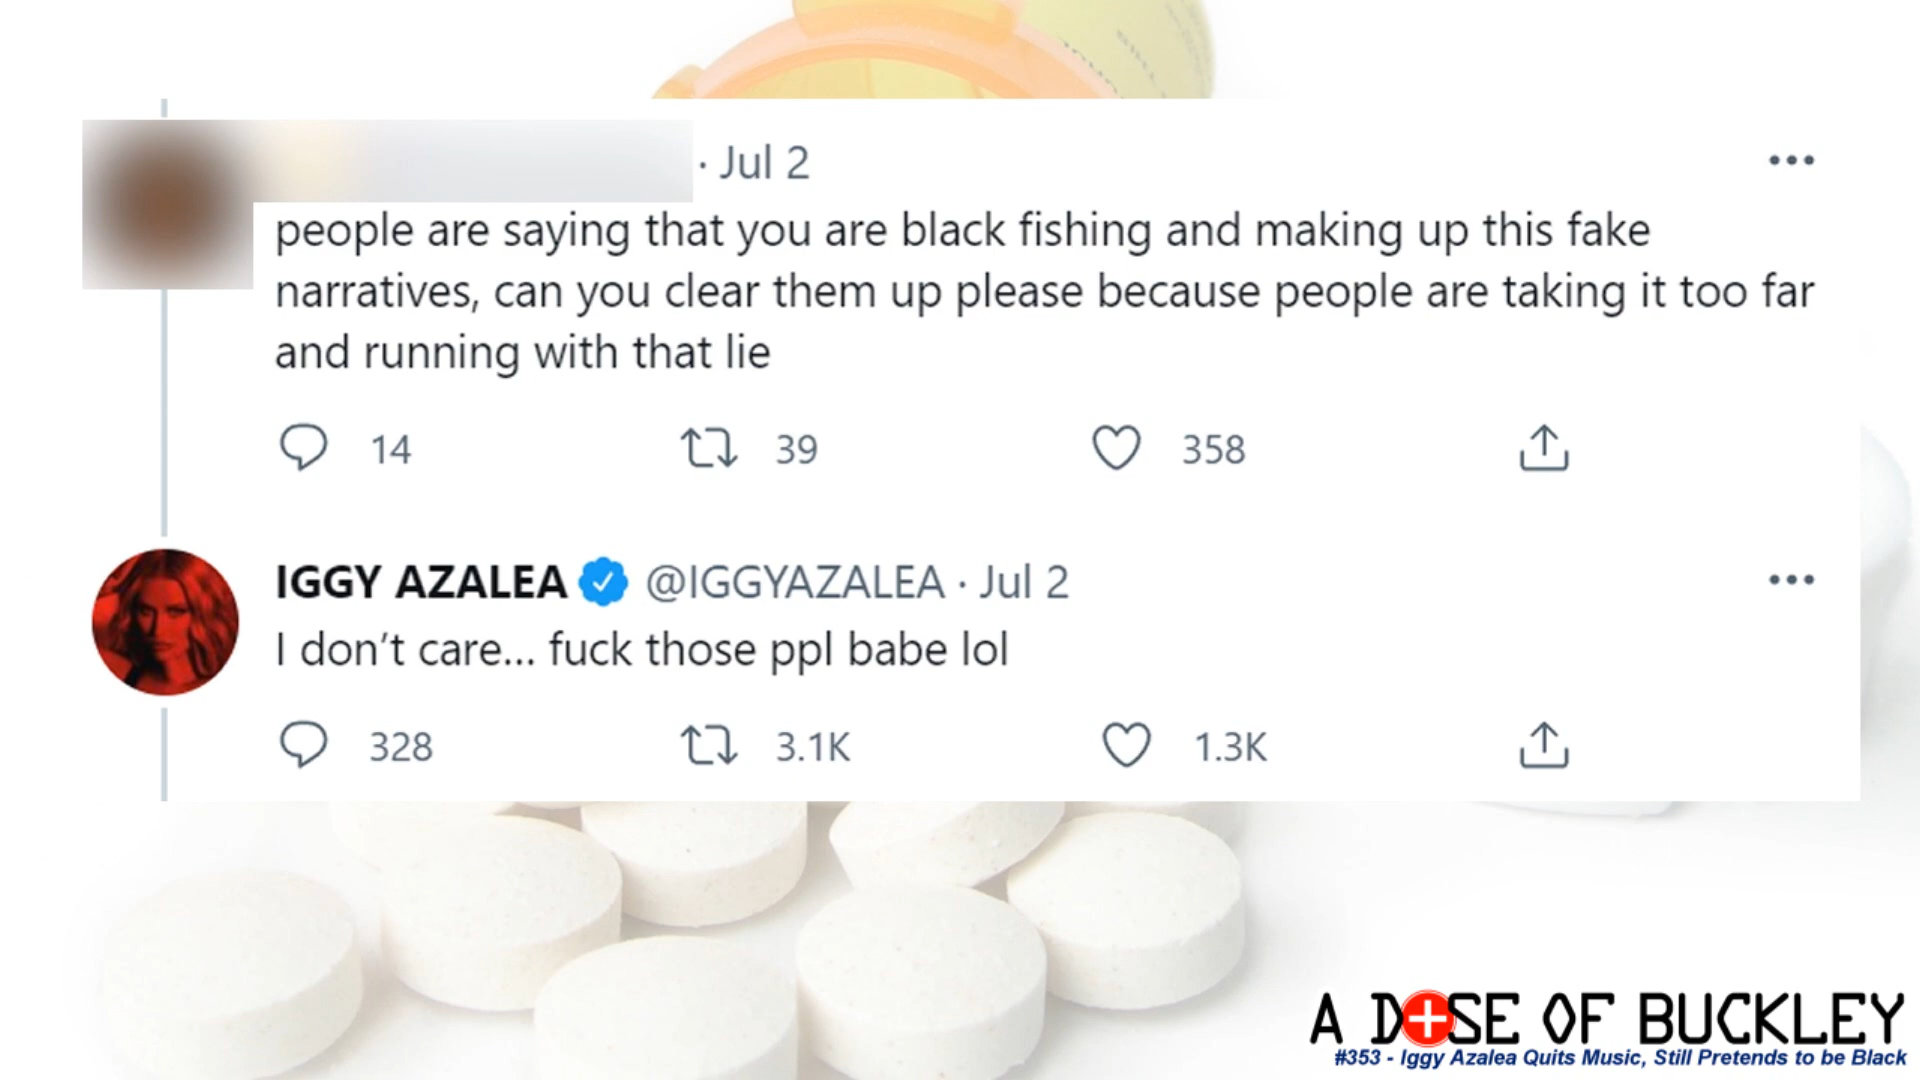 · Jul 2
people are saying that you are black fishing and making up this fake
narratives, can you clear them up please because people are taking it too far
and running with that lie
14 39 358
IGGY AZALEA @IGGYAZALEA · Jul 2
I don’t care... fuck those ppl babe lol
328 3.1K 1.3K
A DOSE OF BUCKLEY
#353 - Iggy Azalea Quits Music, Still Pretends to be Black